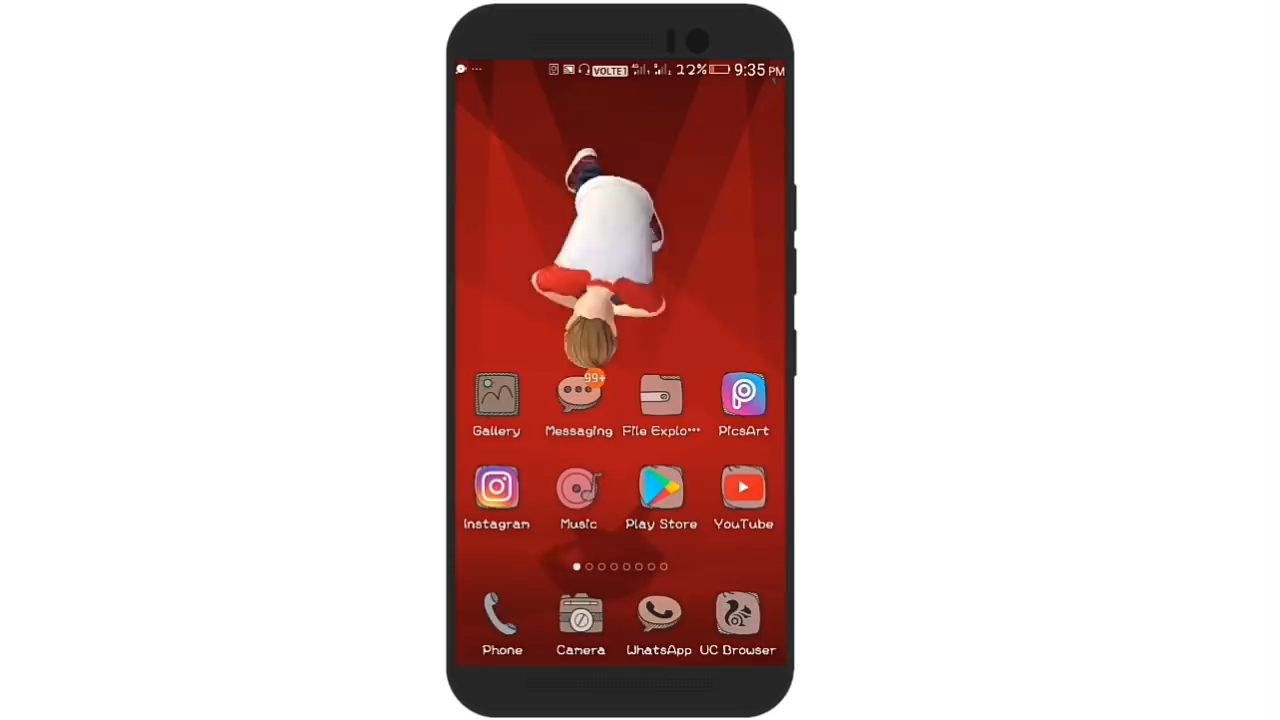 VOLTE1 12% 9:35 PM
99+
Gallery Messaging File Explo... PicsArt
Instagram Music Play Store YouTube
Phone Camera WhatsApp UC Browser